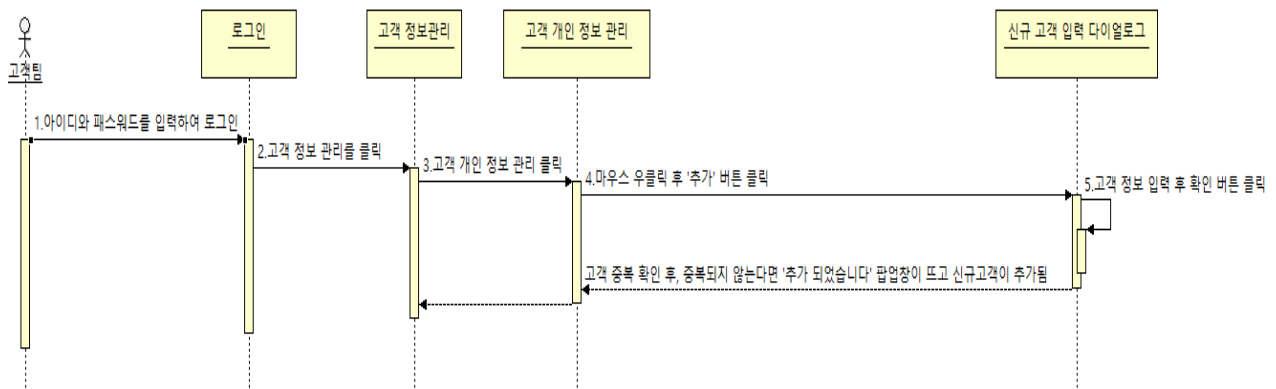 고객팀
로그인
고객 정보관리
고객 개인 정보 관리
신규 고객 입력 다이얼로그
1.아이디와 패스워드를 입력하여 로그인
2.고객 정보 관리를 클릭
3.고객 개인 정보 관리 클릭
4.마우스 우클릭 후 '추가' 버튼 클릭
5.고객 정보 입력 후 확인 버튼 클릭
고객 중복 확인 후, 중복되지 않는다면 '추가 되었습니다' 팝업창이 뜨고 신규고객이 추가됨